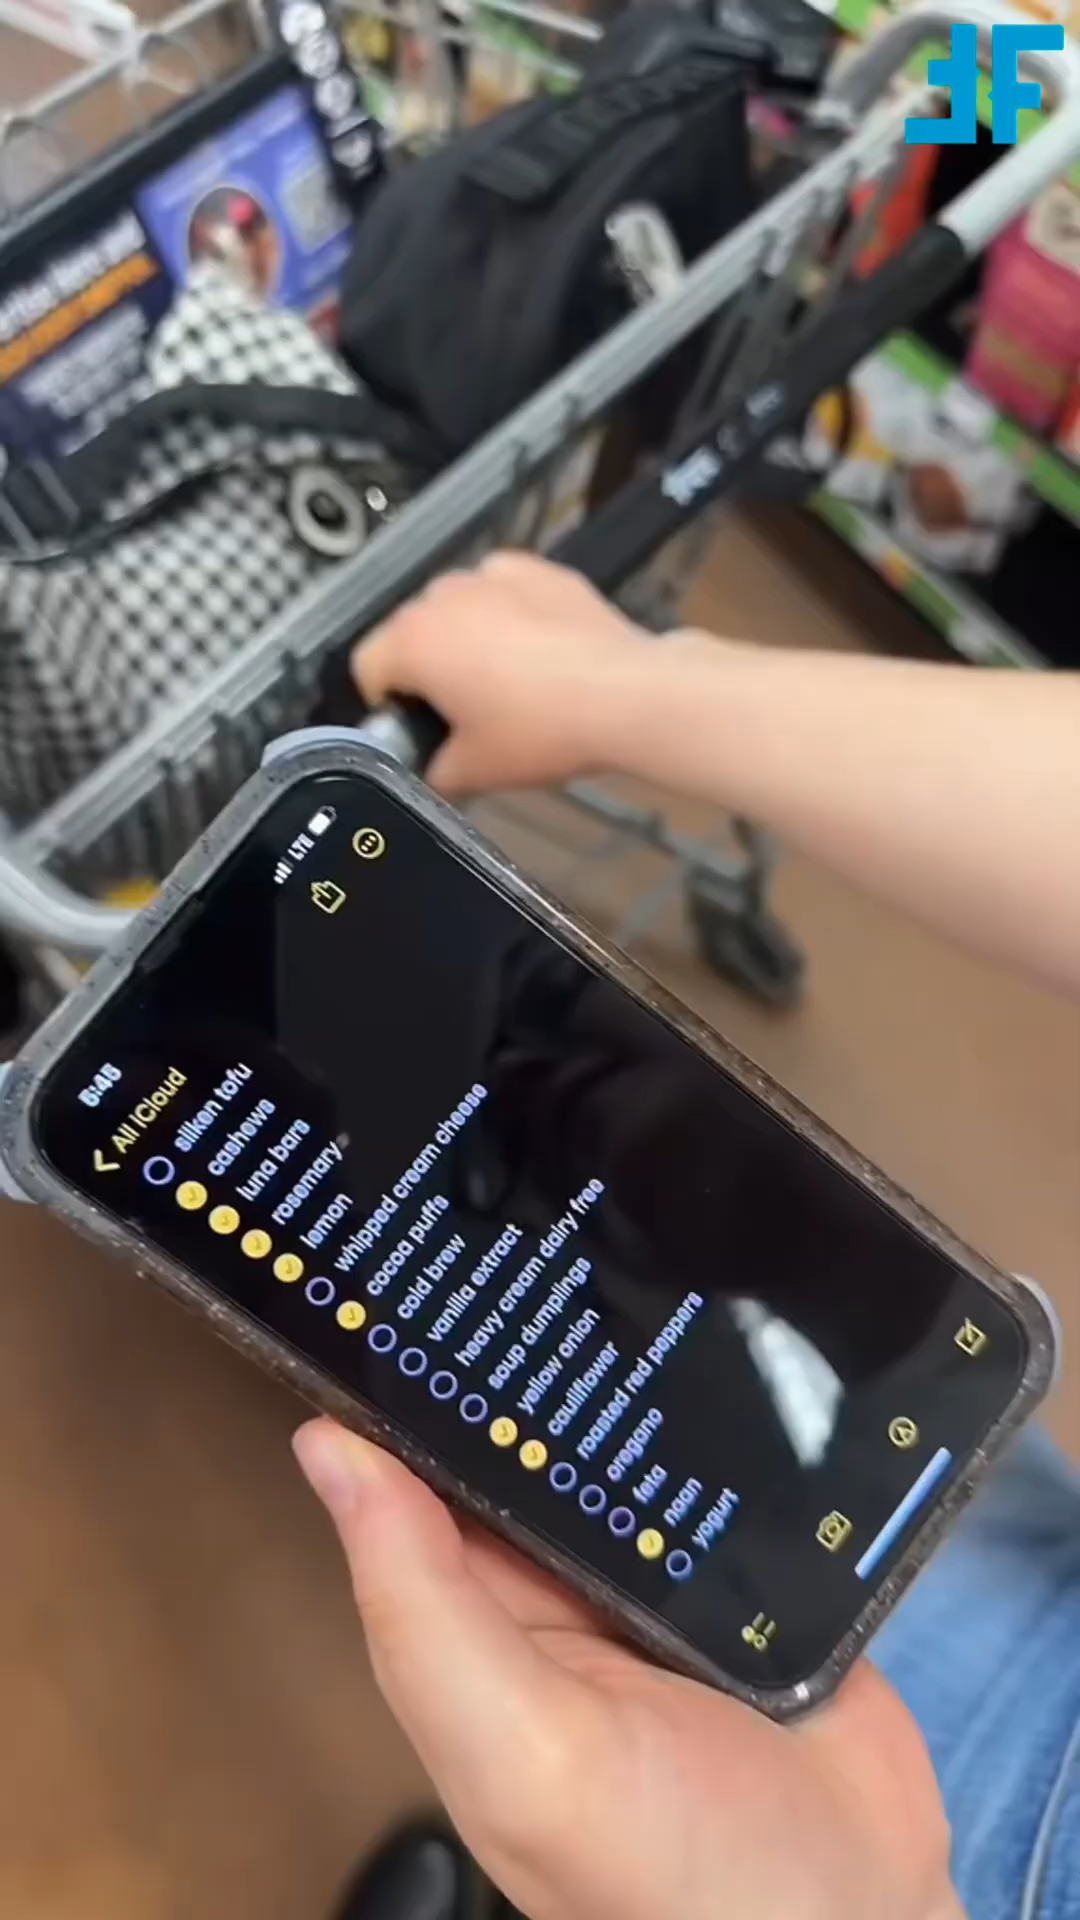 5:45
LTE
All iCloud
silken tofu
cashews
luna bars
rosemary
lemon
whipped cream cheese
cocoa puffs
cold brew
vanilla extract
heavy cream dairy free
soup dumplings
yellow onion
cauliflower
roasted red peppers
oregano
feta
naan
yogurt